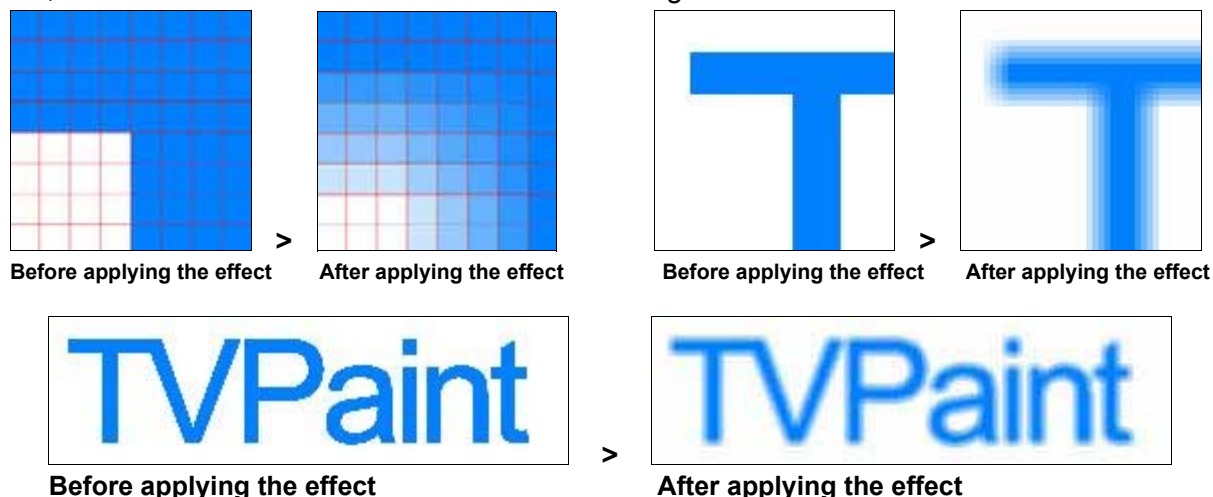 T > T
Before applying the effect After applying the effect Before applying the effect After applying the effect
TVPaint > TVPaint
Before applying the effect After applying the effect